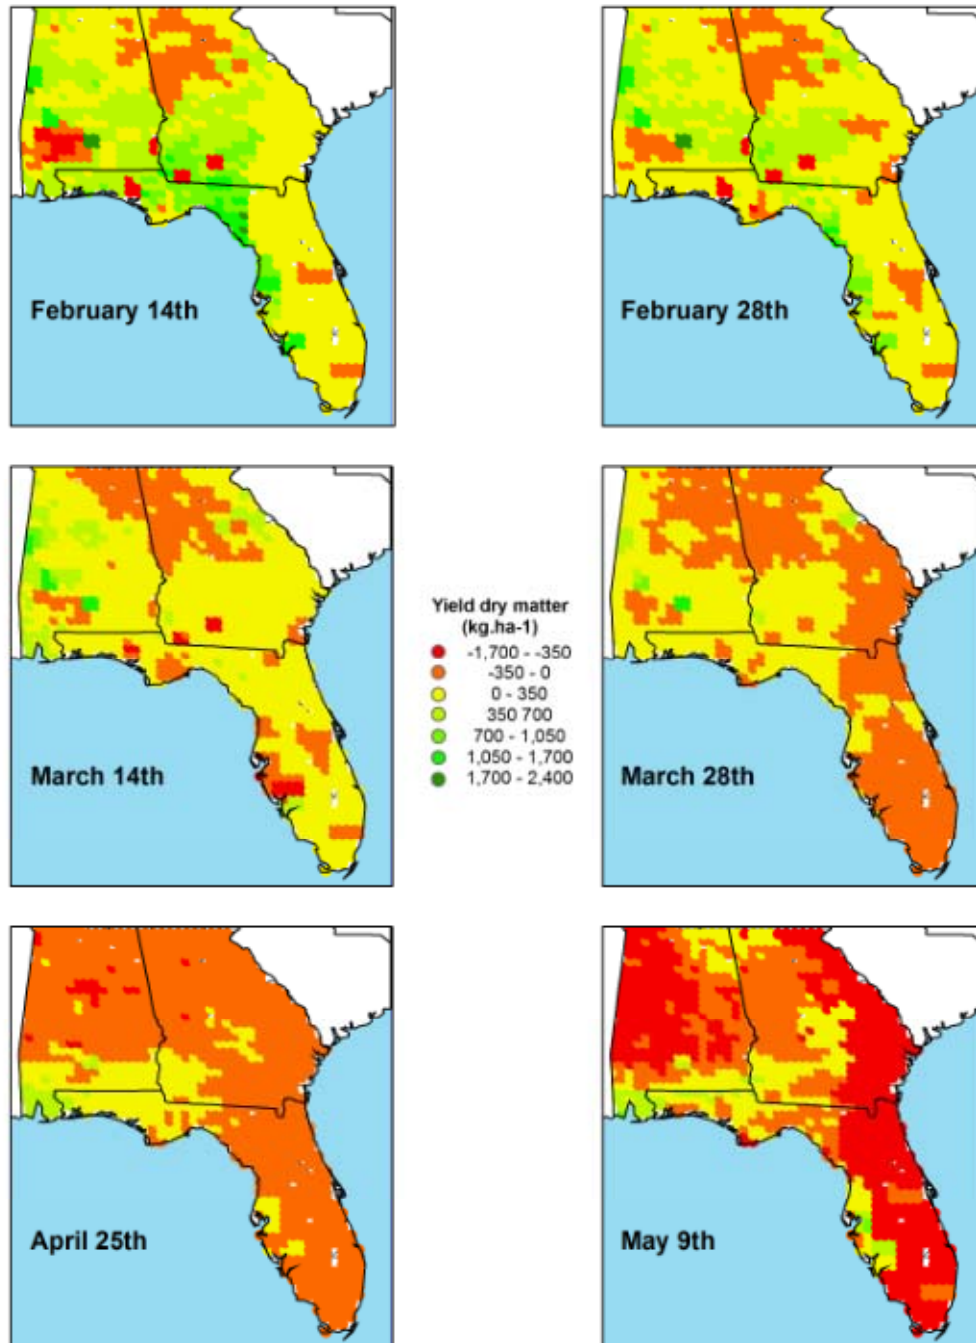 February 14th
February 28th
March 14th
Yield dry matter
(kg.ha-1)
-1,700 - -350
-350 - 0
0 - 350
350 700
700 - 1,050
1,050 - 1,700
1,700 - 2,400
March 28th
April 25th
May 9th